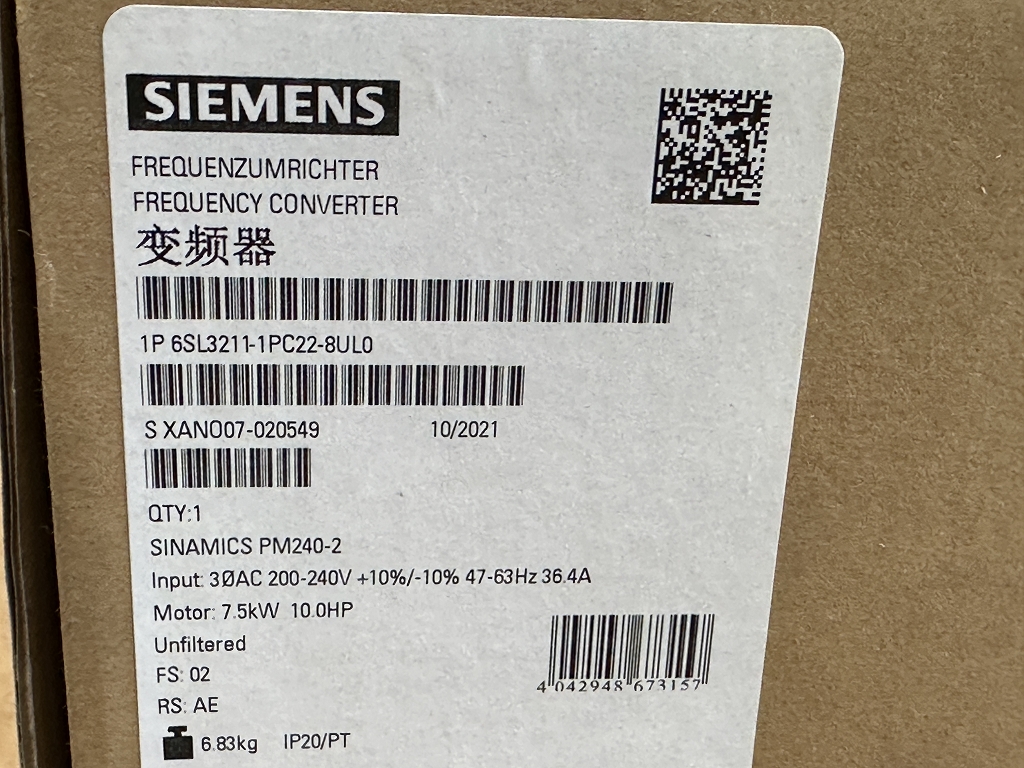 SIEMENS
FREQUENZUMRICHTER
FREQUENCY CONVERTER
变频器
1P 6SL3211-1PC22-8UL0
S XANO07-020549 10/2021
QTY:1
SINAMICS PM240-2
Input: 3ØAC 200-240V +10%/-10% 47-63Hz 36.4A
Motor: 7.5kW 10.0HP
Unfiltered
FS: 02
4 042948 673157
RS: AE
6.83kg IP20/PT